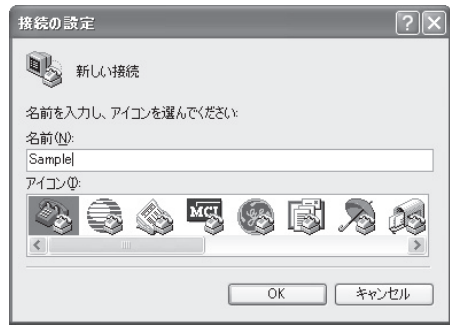 接続の設定
新しい接続
名前を入力し、アイコンを選んでください:
名前(N):
Sample
アイコン(I):
MCI
OK
キャンセル